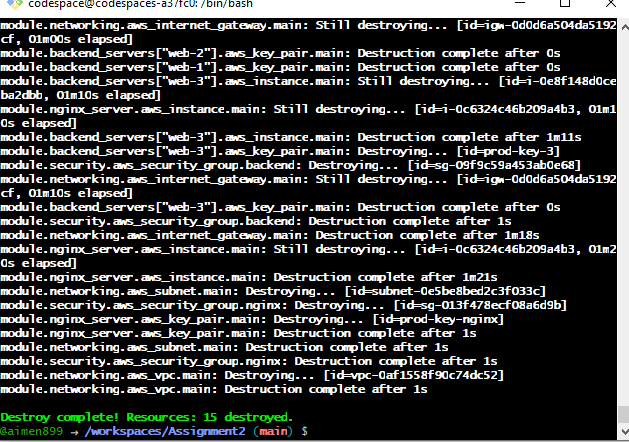 codespace@codespaces-a37fc0: /bin/bash
module.networking.aws_internet_gateway.main: Still destroying... [id=igw-0d0d6a504da5192
cf, 01m00s elapsed]
module.backend_servers["web-2"].aws_key_pair.main: Destruction complete after 0s
module.backend_servers["web-1"].aws_key_pair.main: Destruction complete after 0s
module.backend_servers["web-3"].aws_instance.main: Still destroying... [id=i-0e8f148d0ce
ba2dbb, 01m10s elapsed]
module.nginx_server.aws_instance.main: Still destroying... [id=i-0c6324c46b209a4b3, 01m1
0s elapsed]
module.backend_servers["web-3"].aws_instance.main: Destruction complete after 1m11s
module.backend_servers["web-3"].aws_key_pair.main: Destroying... [id=prod-key-3]
module.security.aws_security_group.backend: Destroying... [id=sg-09f9c59a453ab0e68]
module.networking.aws_internet_gateway.main: Still destroying... [id=igw-0d0d6a504da5192
cf, 01m10s elapsed]
module.backend_servers["web-3"].aws_key_pair.main: Destruction complete after 0s
module.security.aws_security_group.backend: Destruction complete after 1s
module.networking.aws_internet_gateway.main: Destruction complete after 1m18s
module.nginx_server.aws_instance.main: Still destroying... [id=i-0c6324c46b209a4b3, 01m2
0s elapsed]
module.nginx_server.aws_instance.main: Destruction complete after 1m21s
module.networking.aws_subnet.main: Destroying... [id=subnet-0e5be8bed2c3f033c]
module.security.aws_security_group.nginx: Destroying... [id=sg-013f478ecf08a6d9b]
module.nginx_server.aws_key_pair.main: Destroying... [id=prod-key-nginx]
module.nginx_server.aws_key_pair.main: Destruction complete after 1s
module.networking.aws_subnet.main: Destruction complete after 1s
module.security.aws_security_group.nginx: Destruction complete after 1s
module.networking.aws_vpc.main: Destroying... [id=vpc-0af1558f90c74dc52]
module.networking.aws_vpc.main: Destruction complete after 1s
Destroy complete! Resources: 15 destroyed.
@aimen899 → /workspaces/Assignment2 (main) $